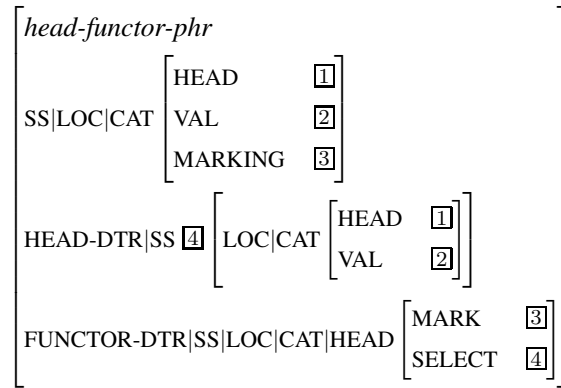 head-functor-phr
HEAD 1
SS|LOC|CAT VAL 2
MARKING 3
HEAD 1
HEAD-DTR|SS 4 LOC|CAT
VAL 2
MARK 3
FUNCTOR-DTR|SS|LOC|CAT|HEAD
SELECT 4